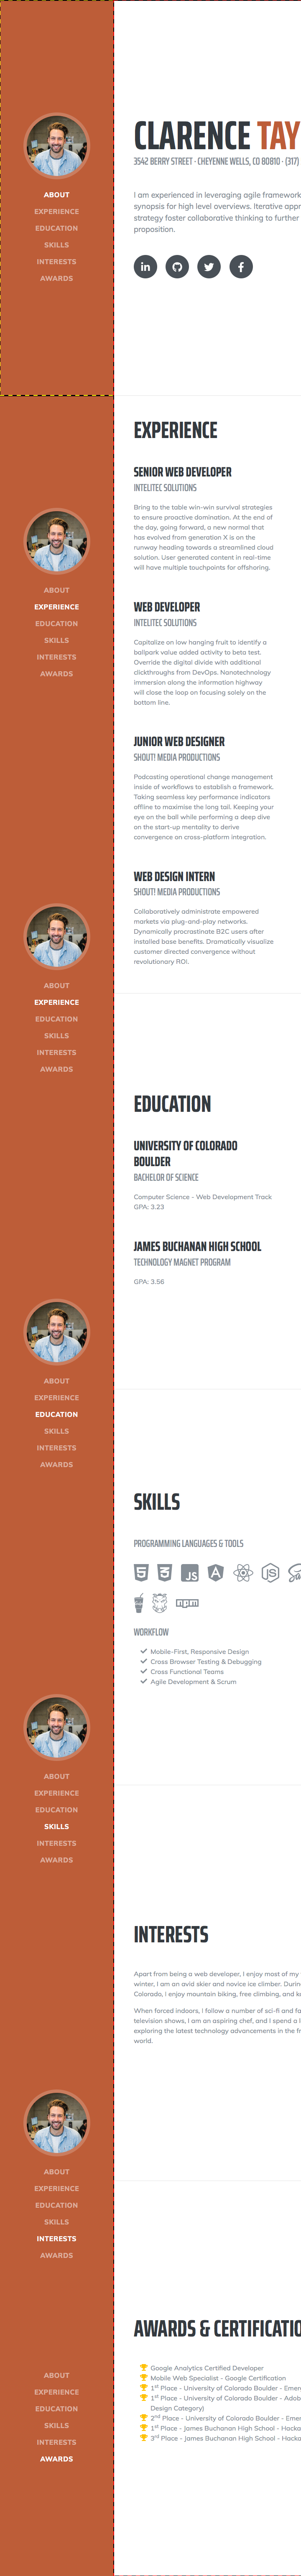 CLARENCE TAY
3542 BERRY STREET · CHEYENNE WELLS, CO 80810 · (317)
I am experienced in leveraging agile framework
synopsis for high level overviews. Iterative appr
strategy foster collaborative thinking to further
proposition.
ABOUT
EXPERIENCE
EDUCATION
SKILLS
INTERESTS
AWARDS
EXPERIENCE
SENIOR WEB DEVELOPER
INTELITEC SOLUTIONS
Bring to the table win-win survival strategies
to ensure proactive domination. At the end of
the day, going forward, a new normal that
has evolved from generation X is on the
runway heading towards a streamlined cloud
solution. User generated content in real-time
will have multiple touchpoints for offshoring.
ABOUT
EXPERIENCE
EDUCATION
SKILLS
INTERESTS
AWARDS
WEB DEVELOPER
INTELITEC SOLUTIONS
Capitalize on low hanging fruit to identify a
ballpark value added activity to beta test.
Override the digital divide with additional
clickthroughs from DevOps. Nanotechnology
immersion along the information highway
will close the loop on focusing solely on the
bottom line.
JUNIOR WEB DESIGNER
SHOUT! MEDIA PRODUCTIONS
Podcasting operational change management
inside of workflows to establish a framework.
Taking seamless key performance indicators
offline to maximise the long tail. Keeping your
eye on the ball while performing a deep dive
on the start-up mentality to derive
convergence on cross-platform integration.
WEB DESIGN INTERN
SHOUT! MEDIA PRODUCTIONS
Collaboratively administrate empowered
markets via plug-and-play networks.
Dynamically procrastinate B2C users after
installed base benefits. Dramatically visualize
customer directed convergence without
revolutionary ROI.
ABOUT
EXPERIENCE
EDUCATION
SKILLS
INTERESTS
AWARDS
EDUCATION
UNIVERSITY OF COLORADO
BOULDER
BACHELOR OF SCIENCE
Computer Science - Web Development Track
GPA: 3.23
JAMES BUCHANAN HIGH SCHOOL
TECHNOLOGY MAGNET PROGRAM
GPA: 3.56
ABOUT
EXPERIENCE
EDUCATION
SKILLS
INTERESTS
AWARDS
SKILLS
PROGRAMMING LANGUAGES & TOOLS
JS
npm
WORKFLOW
Mobile-First, Responsive Design
Cross Browser Testing & Debugging
Cross Functional Teams
Agile Development & Scrum
ABOUT
EXPERIENCE
EDUCATION
SKILLS
INTERESTS
AWARDS
INTERESTS
Apart from being a web developer, I enjoy most of my
winter, I am an avid skier and novice ice climber. Durin
Colorado, I enjoy mountain biking, free climbing, and k
When forced indoors, I follow a number of sci-fi and fa
television shows, I am an aspiring chef, and I spend a l
exploring the latest technology advancements in the fr
world.
ABOUT
EXPERIENCE
EDUCATION
SKILLS
INTERESTS
AWARDS
AWARDS & CERTIFICATIO
Google Analytics Certified Developer
Mobile Web Specialist - Google Certification
1st Place - University of Colorado Boulder - Emer
1st Place - University of Colorado Boulder - Adob
Design Category)
2nd Place - University of Colorado Boulder - Emer
1st Place - James Buchanan High School - Hacka
3rd Place - James Buchanan High School - Hacka
ABOUT
EXPERIENCE
EDUCATION
SKILLS
INTERESTS
AWARDS